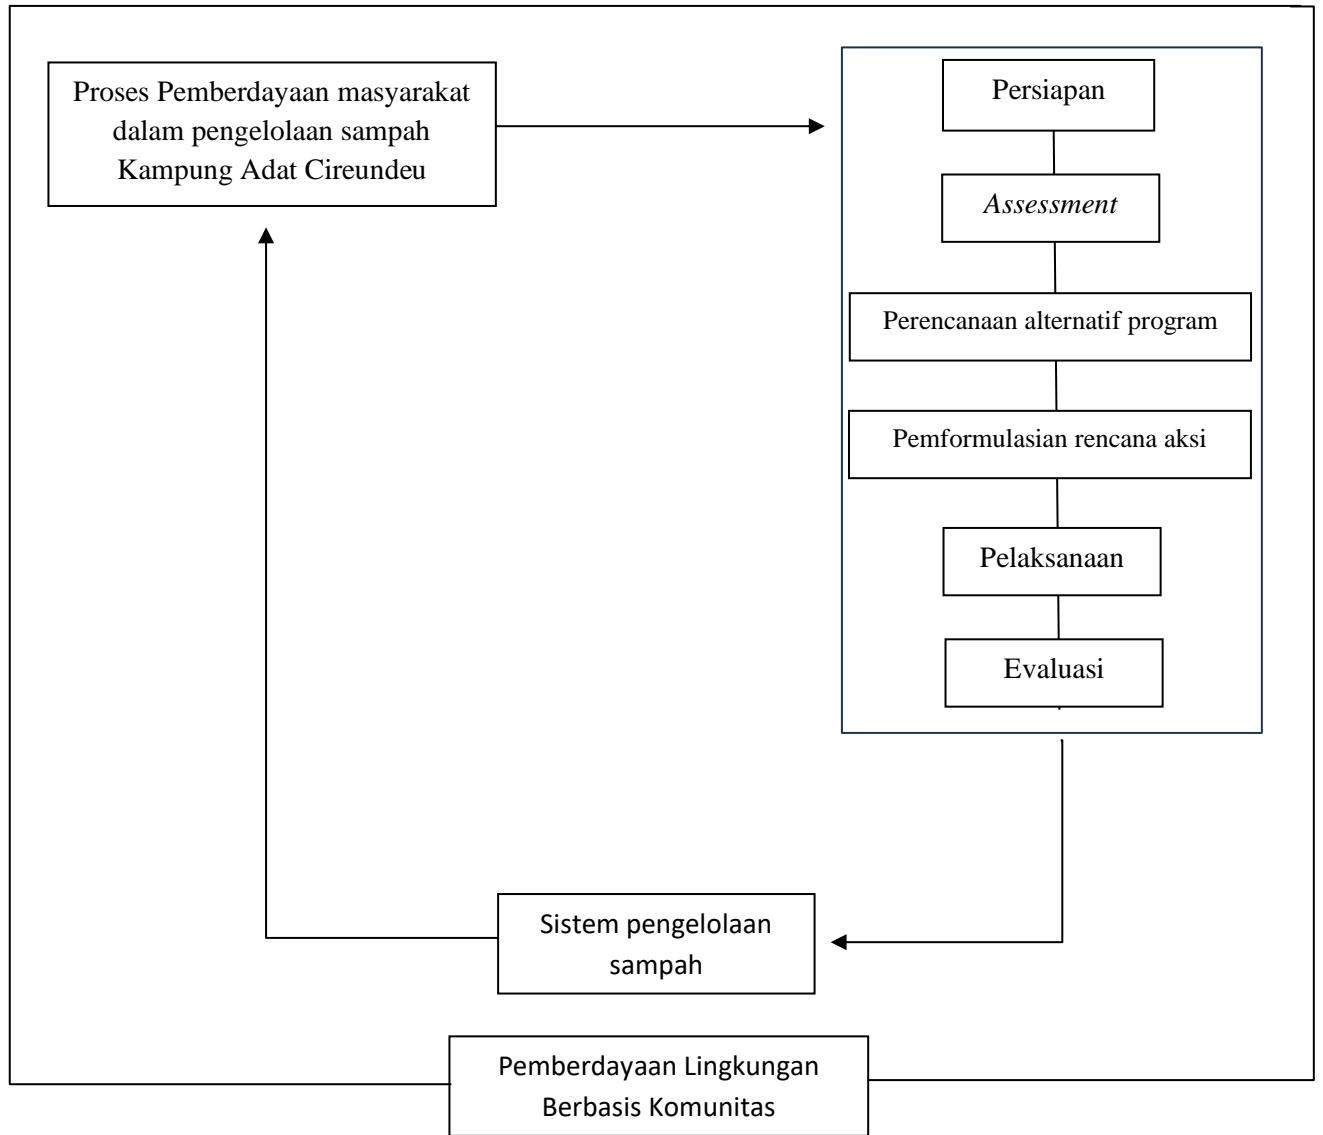 Proses Pemberdayaan masyarakat
dalam pengelolaan sampah
Kampung Adat Cireundeu
Persiapan
Assessment
Perencanaan alternatif program
Pemformulasian rencana aksi
Pelaksanaan
Evaluasi
Sistem pengelolaan
sampah
Pemberdayaan Lingkungan
Berbasis Komunitas